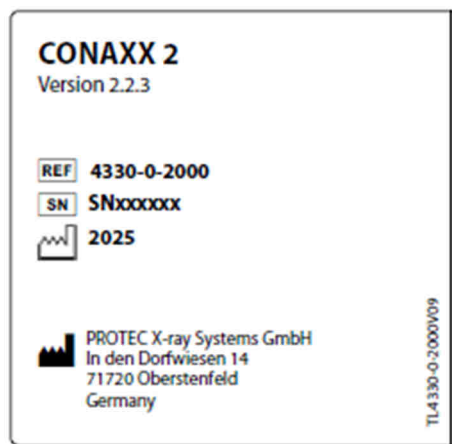 CONAXX 2
Version 2.2.3
REF 4330-0-2000
SN SNxxxxxx
2025
PROTEC X-ray Systems GmbH
In den Dorfwiesen 14
71720 Oberstenfeld
Germany
TL4330-0-2000V09